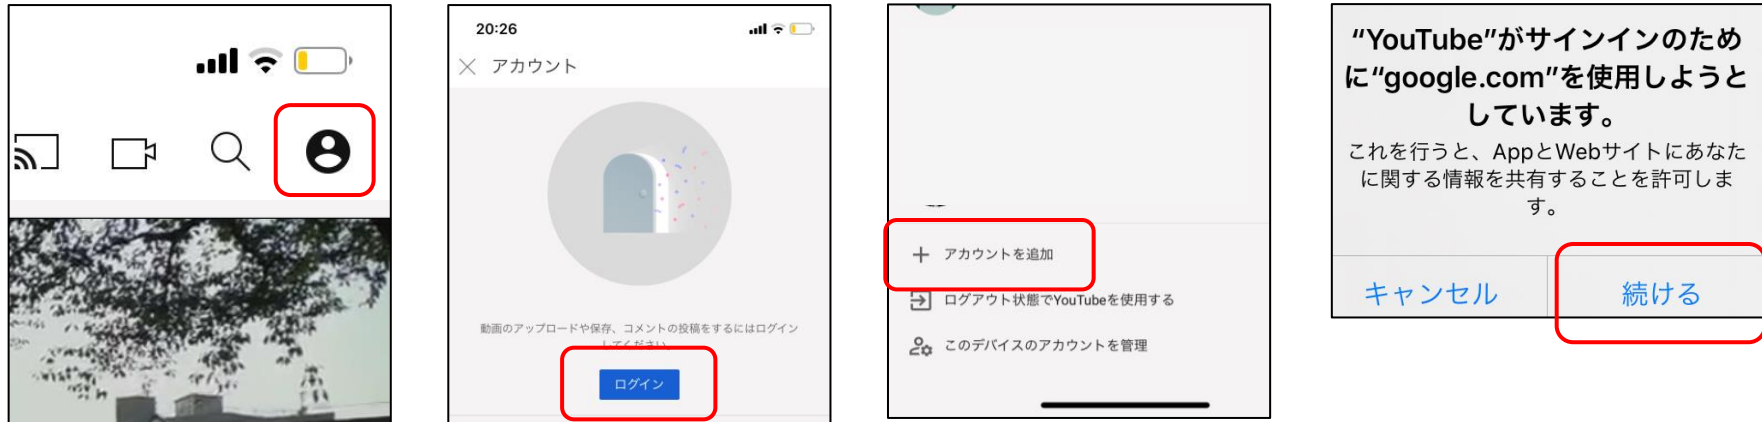 20:26
アカウント
動画のアップロードや保存、コメントの投稿をするにはログイン
してください。
ログイン
アカウントを追加
ログアウト状態でYouTubeを使用する
このデバイスのアカウントを管理
“YouTube”がサインインのため
に“google.com”を使用しようと
しています。
これを行うと、AppとWebサイトにあなた
に関する情報を共有することを許可しま
す。
キャンセル
続ける